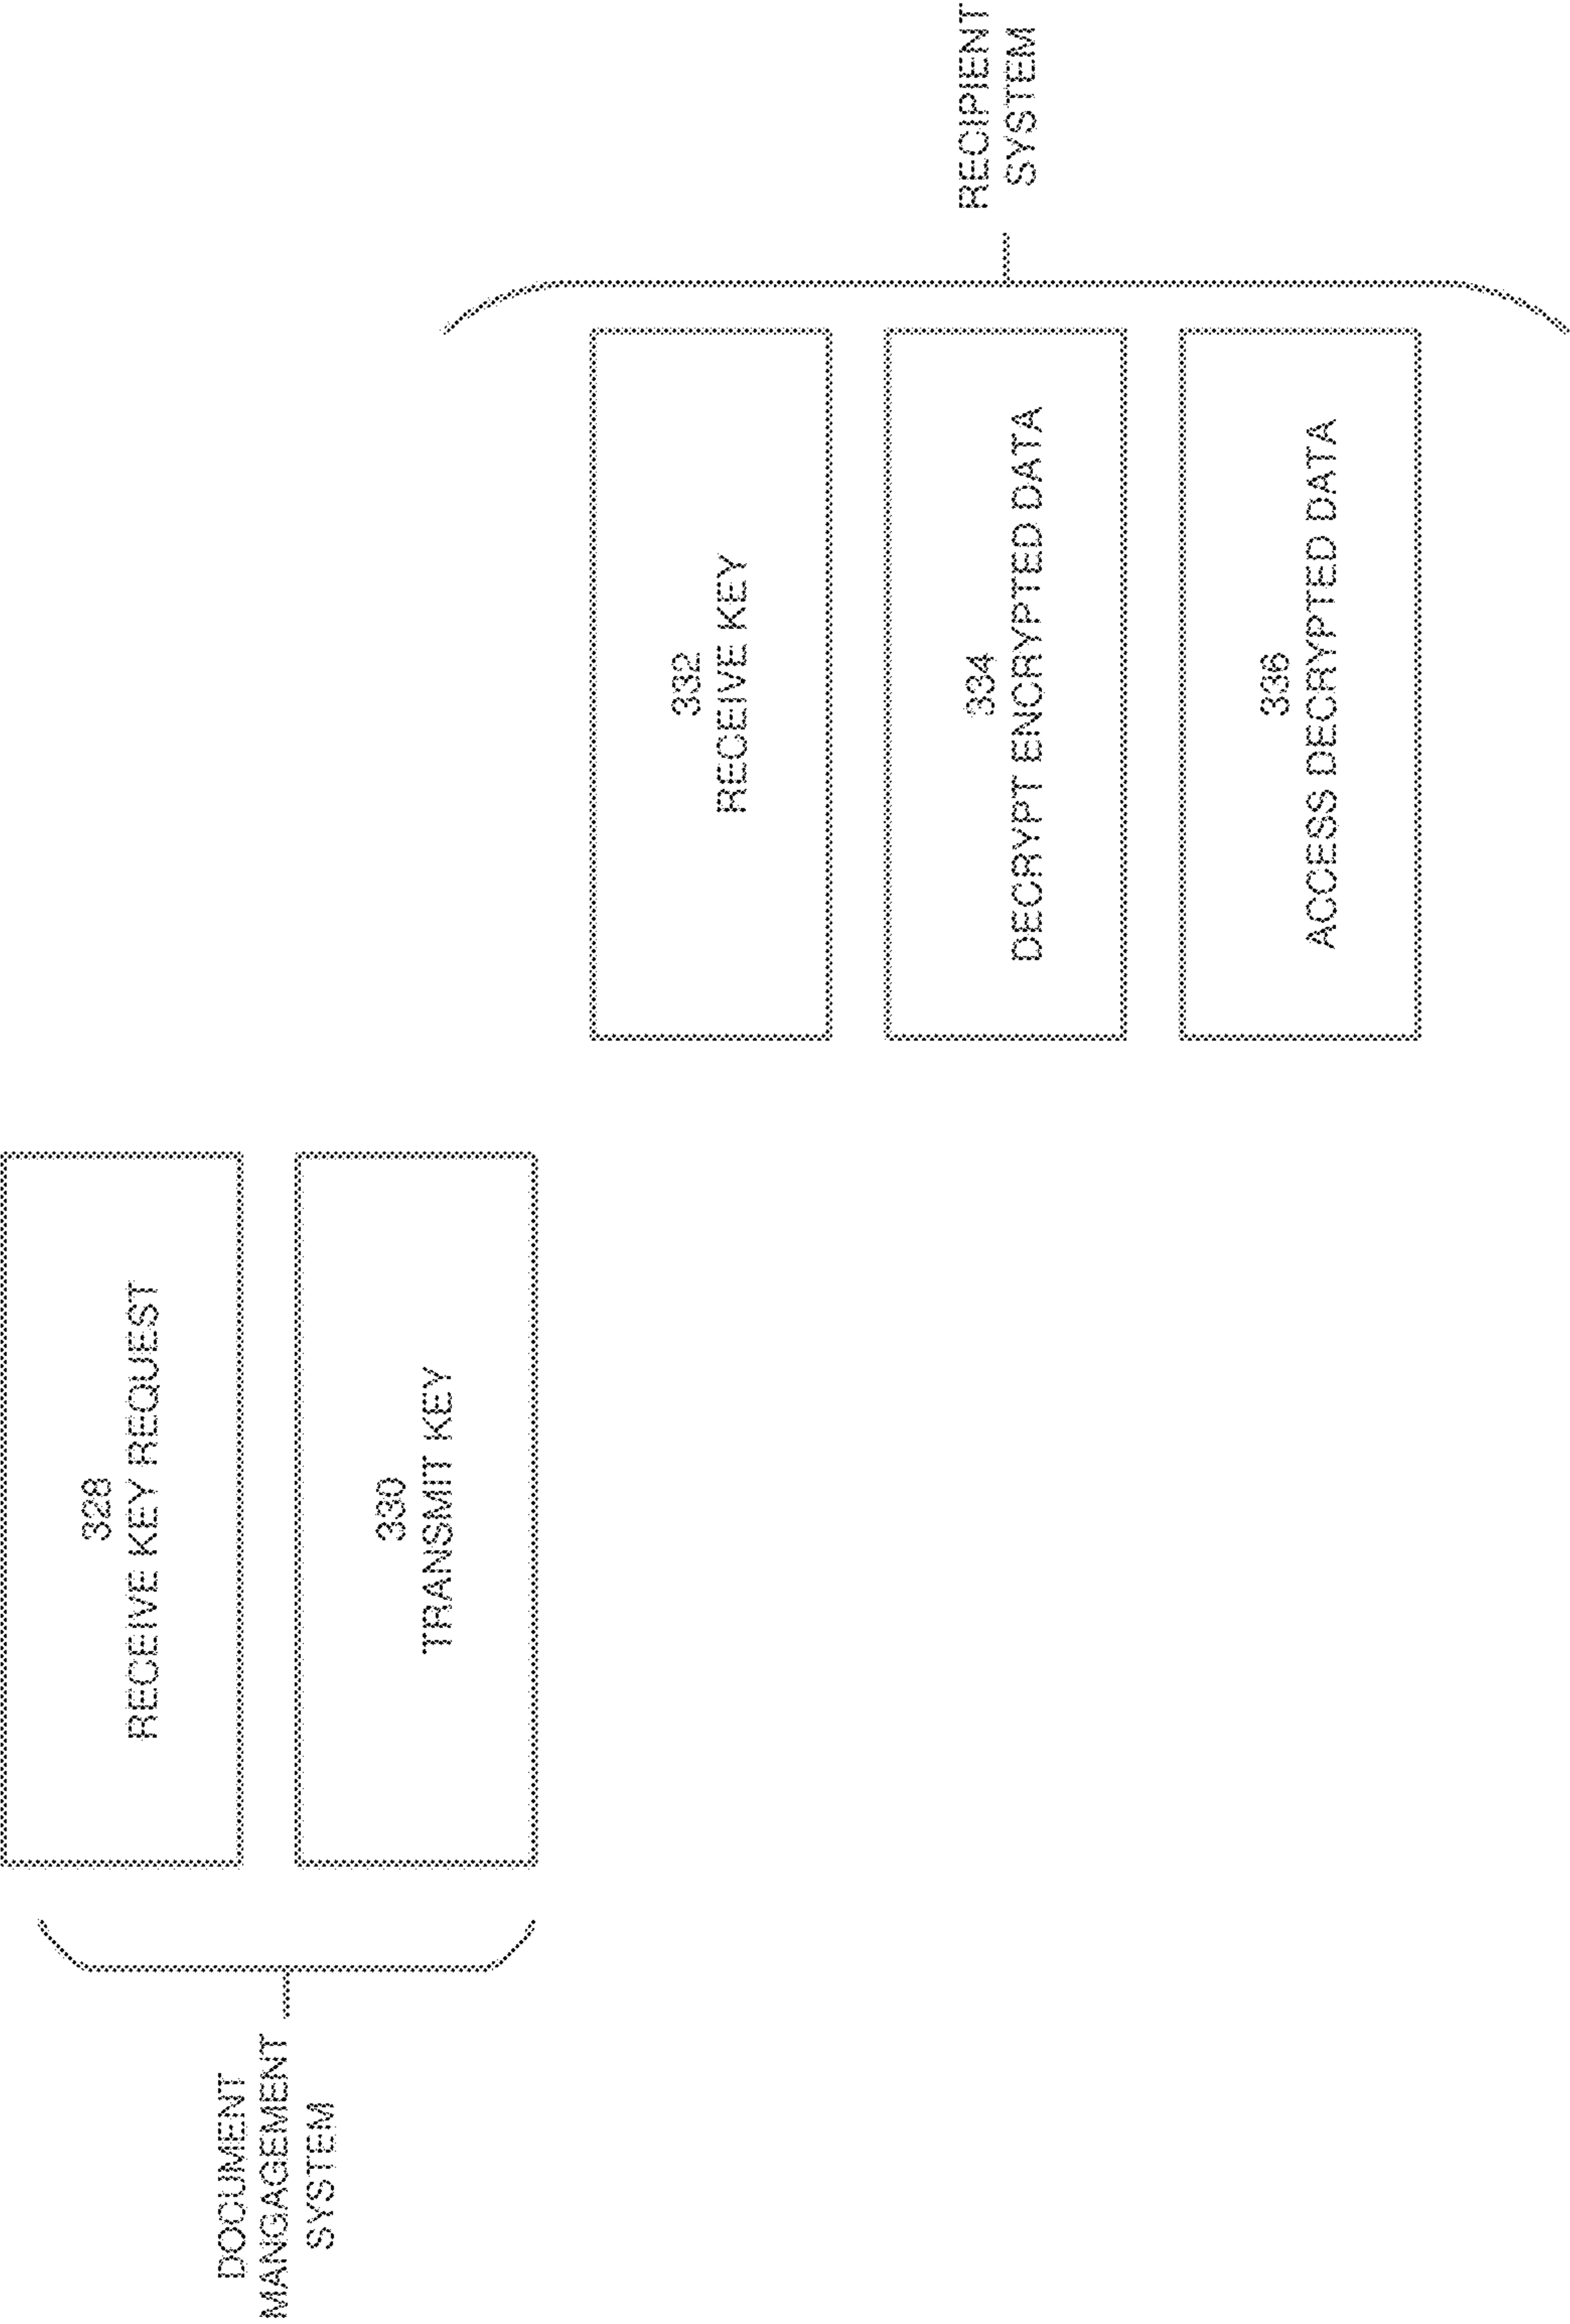 DOCUMENT
MANGAGEMENT
SYSTEM
328
RECEIVE KEY REQUEST
330
TRANSMIT KEY
332
RECEIVE KEY
334
DECRYPT ENCRYPTED DATA
336
ACCESS DECRYPTED DATA
RECIPIENT
SYSTEM